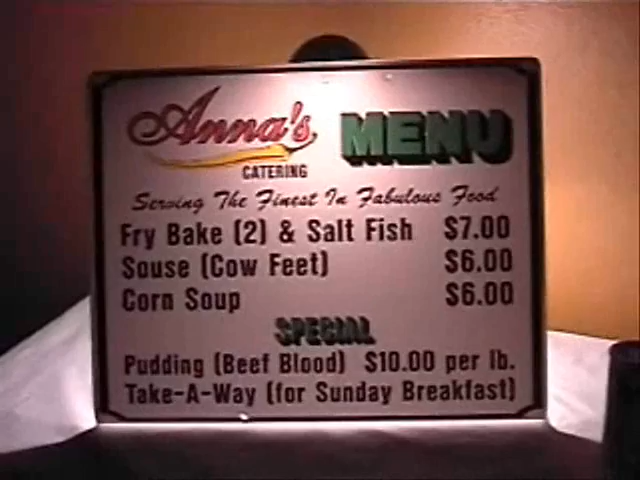 Anna's MENU
CATERING
Serving The Finest In Fabulous Food
Fry Bake (2) & Salt Fish $7.00
Souse (Cow Feet) $6.00
Corn Soup $6.00
SPECIAL
Pudding (Beef Blood) $10.00 per lb.
Take-A-Way (for Sunday Breakfast)